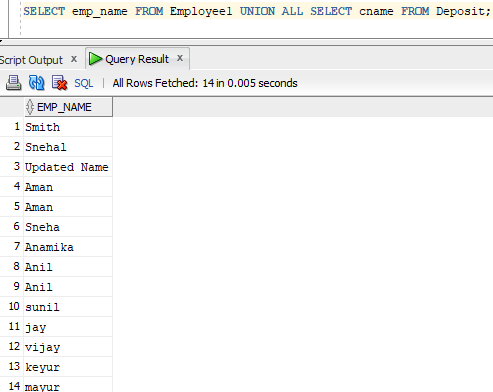 SELECT emp_name FROM Employee1 UNION ALL SELECT cname FROM Deposit;
Script Output x Query Result x
SQL | All Rows Fetched: 14 in 0.005 seconds
EMP_NAME
1 Smith
2 Snehal
3 Updated Name
4 Aman
5 Aman
6 Sneha
7 Anamika
8 Anil
9 Anil
10 sunil
11 jay
12 vijay
13 keyur
14 mayur